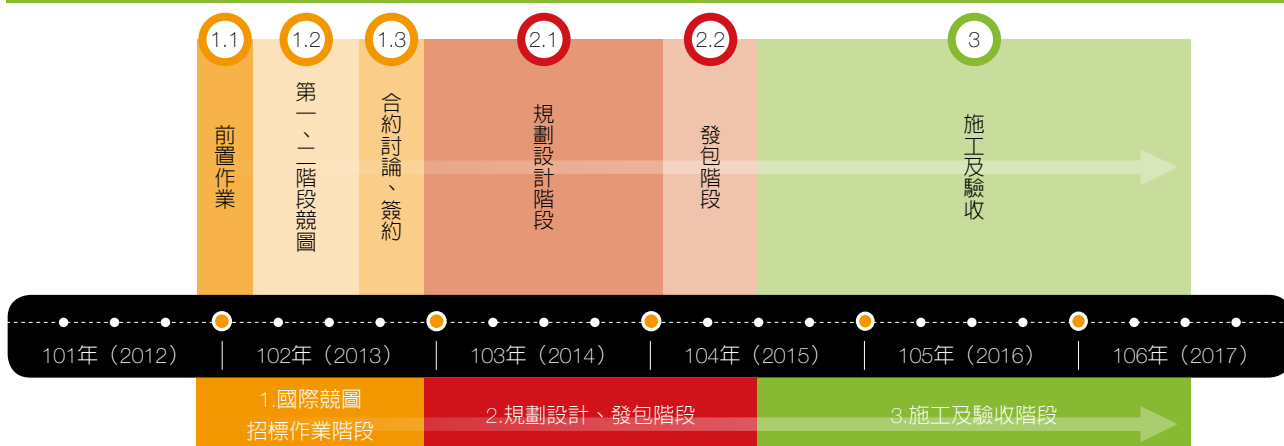 1.1
1.2
1.3
2.1
2.2
3
前置作業
第一、二階段競圖
合約討論、簽約
規劃設計階段
發包階段
施工及驗收
101年（2012）
102年（2013）
103年（2014）
104年（2015）
105年（2016）
106年（2017）
1.國際競圖
招標作業階段
2.規劃設計、發包階段
3.施工及驗收階段